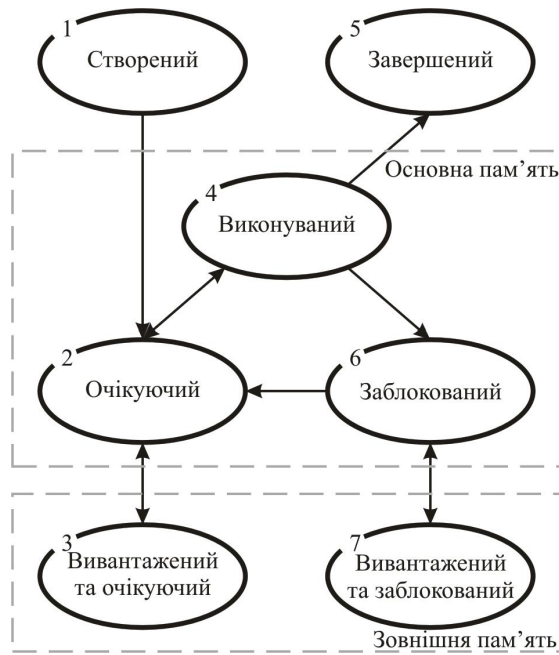 1
Створений
5
Завершений
Основна пам’ять
4
Виконуваний
2
Очікуючий
6
Заблокований
3
Вивантажений
та очікуючий
7
Вивантажений
та заблокований
Зовнішня пам’ять